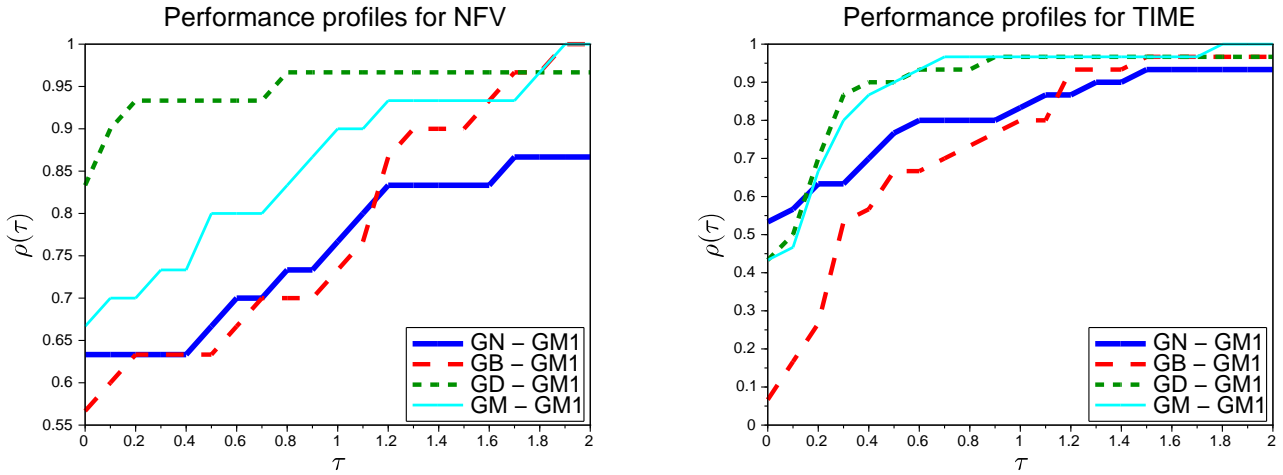 Performance profiles for NFV
1
0.95
0.9
0.85
0.8
0.75
0.7
0.65
0.6
0.55
ρ(τ)
0 0.2 0.4 0.6 0.8 1 1.2 1.4 1.6 1.8 2
τ
GN – GM1
GB – GM1
GD – GM1
GM – GM1
Performance profiles for TIME
1
0.9
0.8
0.7
0.6
0.5
0.4
0.3
0.2
0.1
0
ρ(τ)
0 0.2 0.4 0.6 0.8 1 1.2 1.4 1.6 1.8 2
τ
GN – GM1
GB – GM1
GD – GM1
GM – GM1